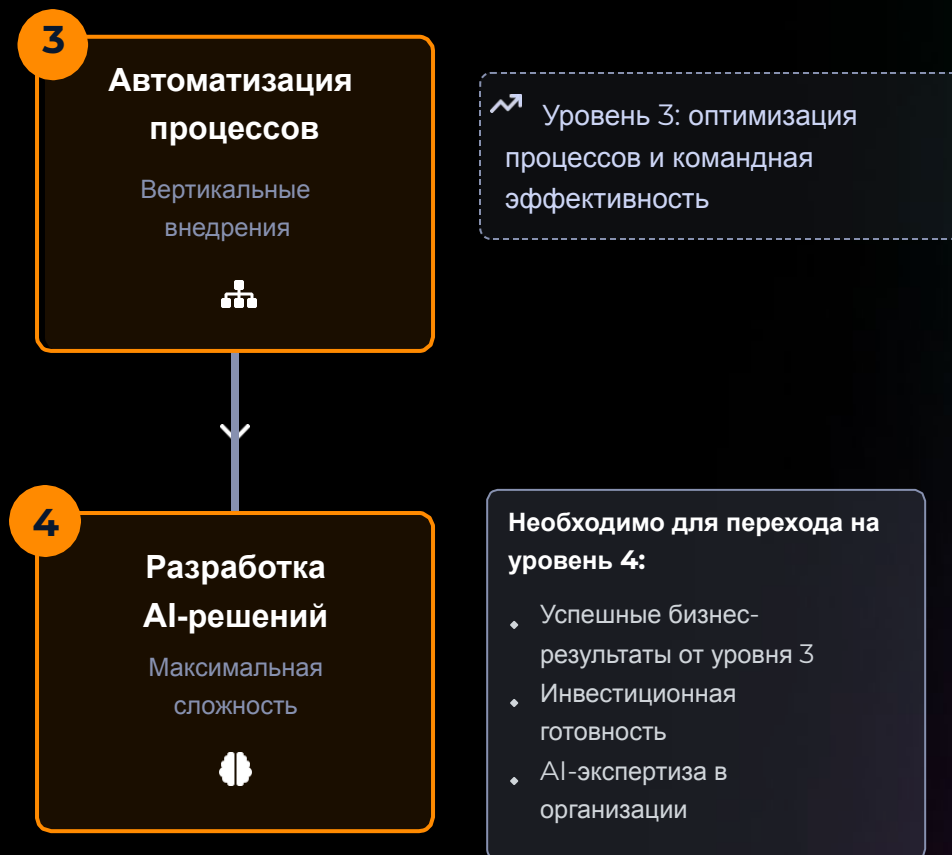 3
Автоматизация
процессов
Вертикальные
внедрения
Уровень 3: оптимизация
процессов и командная
эффективность
4
Разработка
AI-решений
Максимальная
сложность
Необходимо для перехода на
уровень 4:
Успешные бизнес-
результаты от уровня 3
Инвестиционная
готовность
AI-экспертиза в
организации